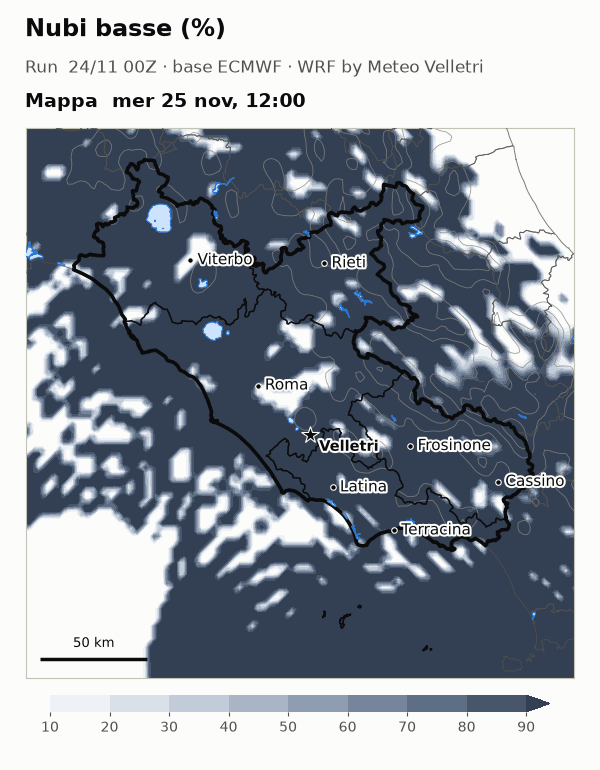 Nubi basse (%)
Run  24/11 00Z · base ECMWF · WRF by Meteo Velletri
Mappa  mer 25 nov, 12:00
Viterbo
Rieti
Roma
Velletri
Frosinone
Cassino
Latina
Terracina
50 km
10 20 30 40 50 60 70 80 90